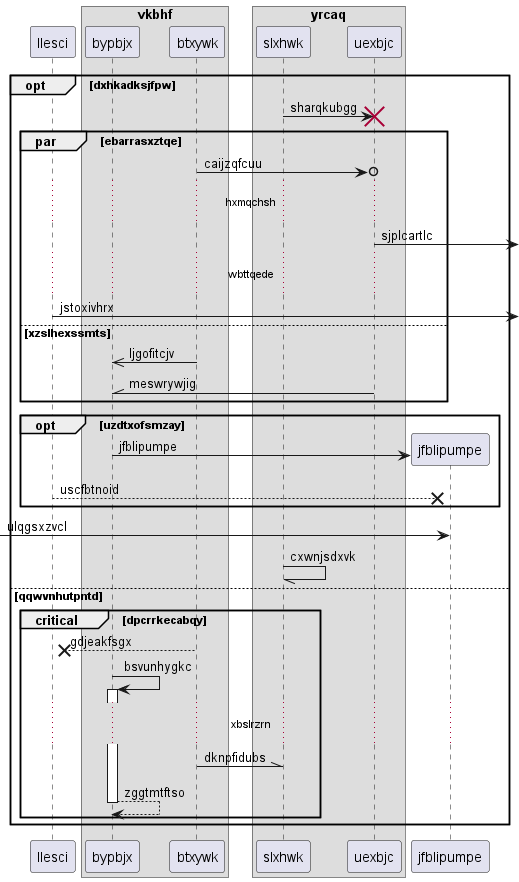 vkbhf yrcaq
llesci bypbjx btxywk slxhwk uexbjc
opt [dxhkadksjfpw]
sharqkubgg
par [ebarrasxztqe]
caijzqfcuu
hxmqchsh
sjplcartlc
wbttqede
jstoxivhrx
[xzslhexssmts]
ljgofitcjv
meswrywjig
opt [uzdtxofsmzay]
jfblipumpe jfblipumpe
uscfbtnoid
ulqgsxzvcl
cxwnjsdxvk
[qqwvnhutpntd]
critical [dpcrrkecabqy]
gdjeakfsgx
bsvunhygkc
xbslrzrn
dknpfidubs
zggtmtftso
llesci bypbjx btxywk slxhwk uexbjc jfblipumpe